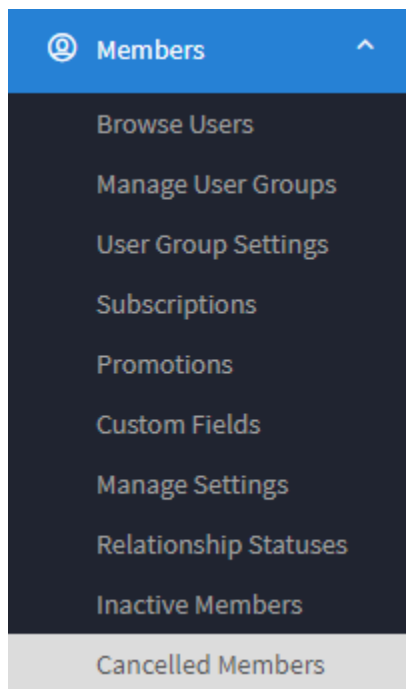 Members
Browse Users
Manage User Groups
User Group Settings
Subscriptions
Promotions
Custom Fields
Manage Settings
Relationship Statuses
Inactive Members
Cancelled Members